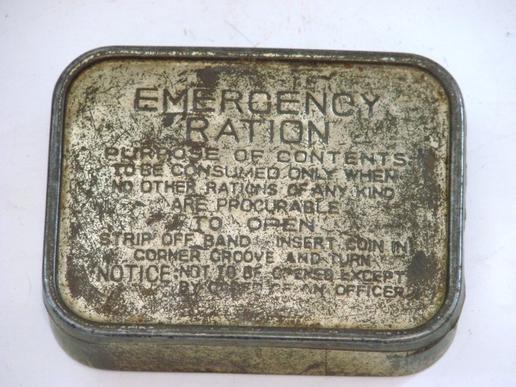 EMERGENCY
RATION
PURPOSE OF CONTENTS.
TO BE CONSUMED ONLY WHEN
NO OTHER RATIONS OF ANY KIND
ARE PROCURABLE
TO OPEN
STRIP OFF BAND. INSERT COIN IN
CORNER GROOVE AND TURN
NOTICE:-NOT TO BE OPENED EXCEPT
BY ORDER OF AN OFFICER